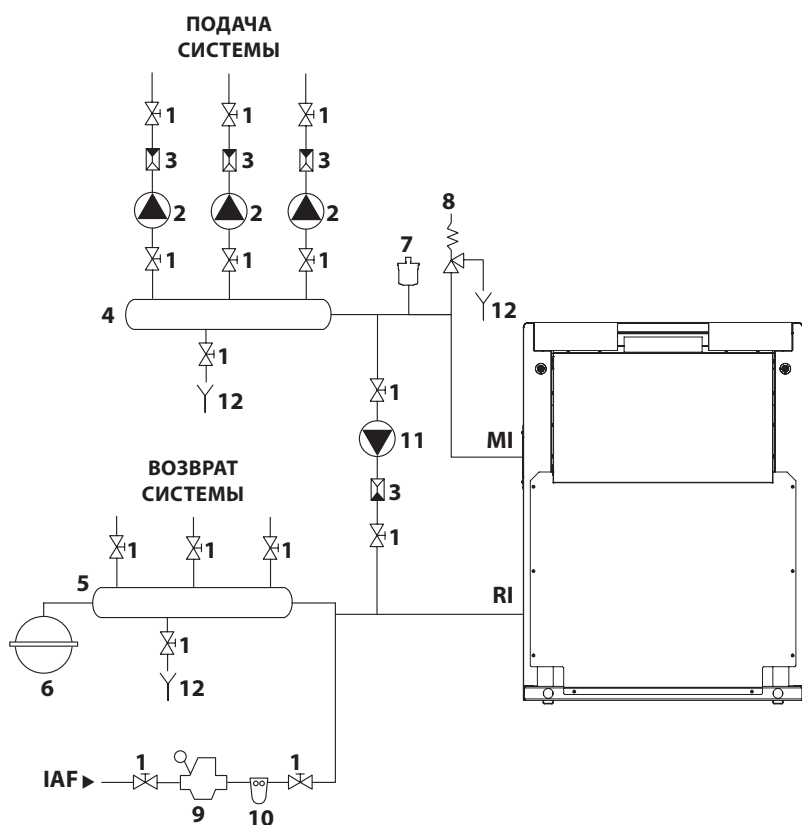 ПОДАЧА
СИСТЕМЫ
1 1 1
3 3 3
2 2 2
8
7
1 1 1
4
12
1
12
1
11
MI
ВОЗВРАТ
СИСТЕМЫ
3
1 1 1
1
5
RI
1
6
12
1 1
IAF
9
10